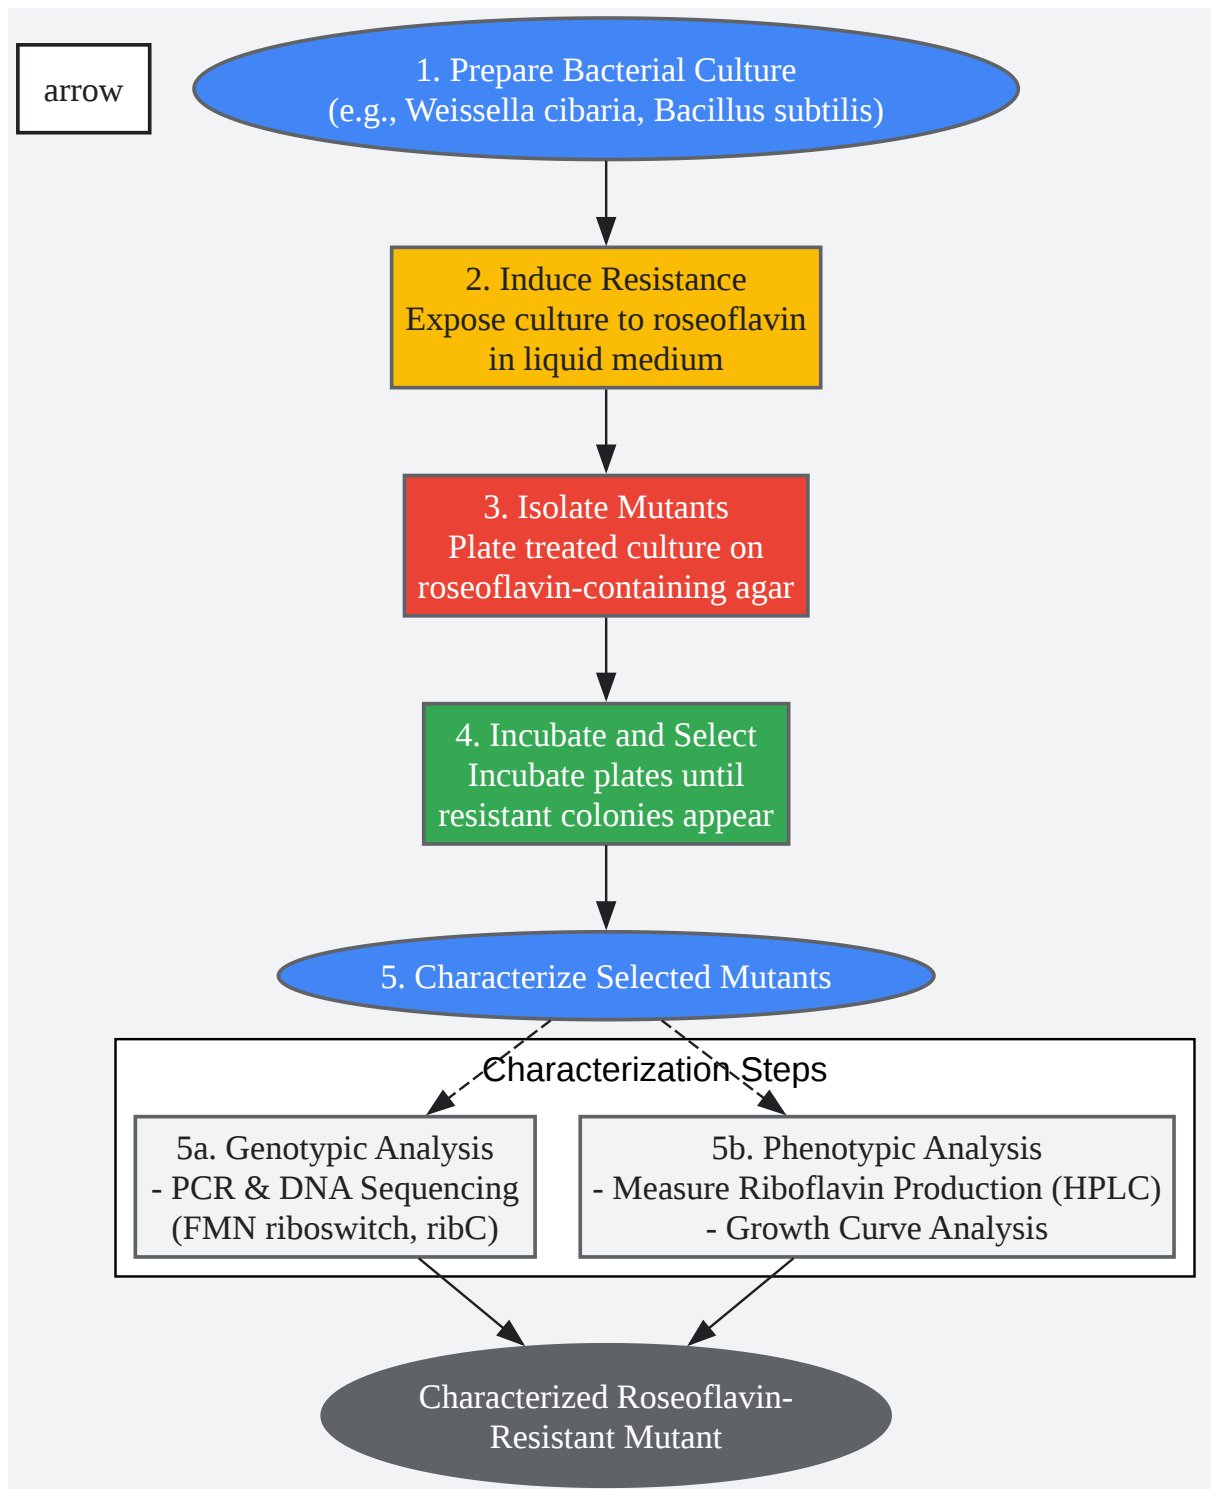 arrow
1. Prepare Bacterial Culture
(e.g., Weissella cibaria, Bacillus subtilis)
2. Induce Resistance
Expose culture to roseoflavin
in liquid medium
3. Isolate Mutants
Plate treated culture on
roseoflavin-containing agar
4. Incubate and Select
Incubate plates until
resistant colonies appear
5. Characterize Selected Mutants
Characterization Steps
5a. Genotypic Analysis
- PCR & DNA Sequencing
(FMN riboswitch, ribC)
5b. Phenotypic Analysis
- Measure Riboflavin Production (HPLC)
- Growth Curve Analysis
Characterized Roseoflavin-
Resistant Mutant